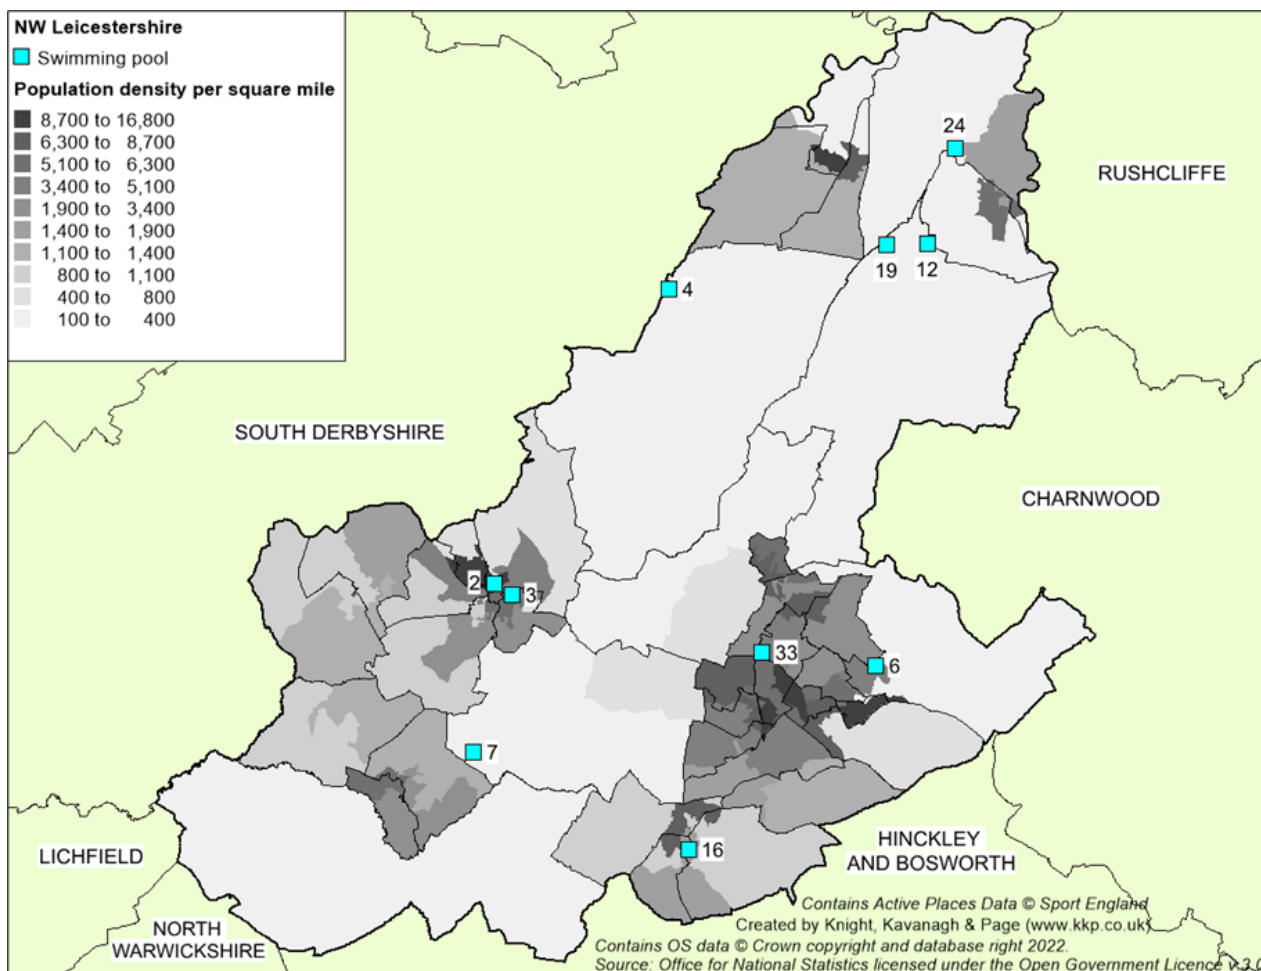 NW Leicestershire
Swimming pool
Population density per square mile
8,700 to 16,800
6,300 to 8,700
5,100 to 6,300
3,400 to 5,100
1,900 to 3,400
1,400 to 1,900
1,100 to 1,400
800 to 1,100
400 to 800
100 to 400
24
RUSHCLIFFE
19
12
4
SOUTH DERBYSHIRE
CHARNWOOD
2
3
33
6
7
16
LICHFIELD
HINCKLEY
AND BOSWORTH
NORTH
WARWICKSHIRE
Contains Active Places Data © Sport England
Created by Knight, Kavanagh & Page (www.kkp.co.uk)
Contains OS data © Crown copyright and database right 2022.
Source: Office for National Statistics licensed under the Open Government Licence v.3.0